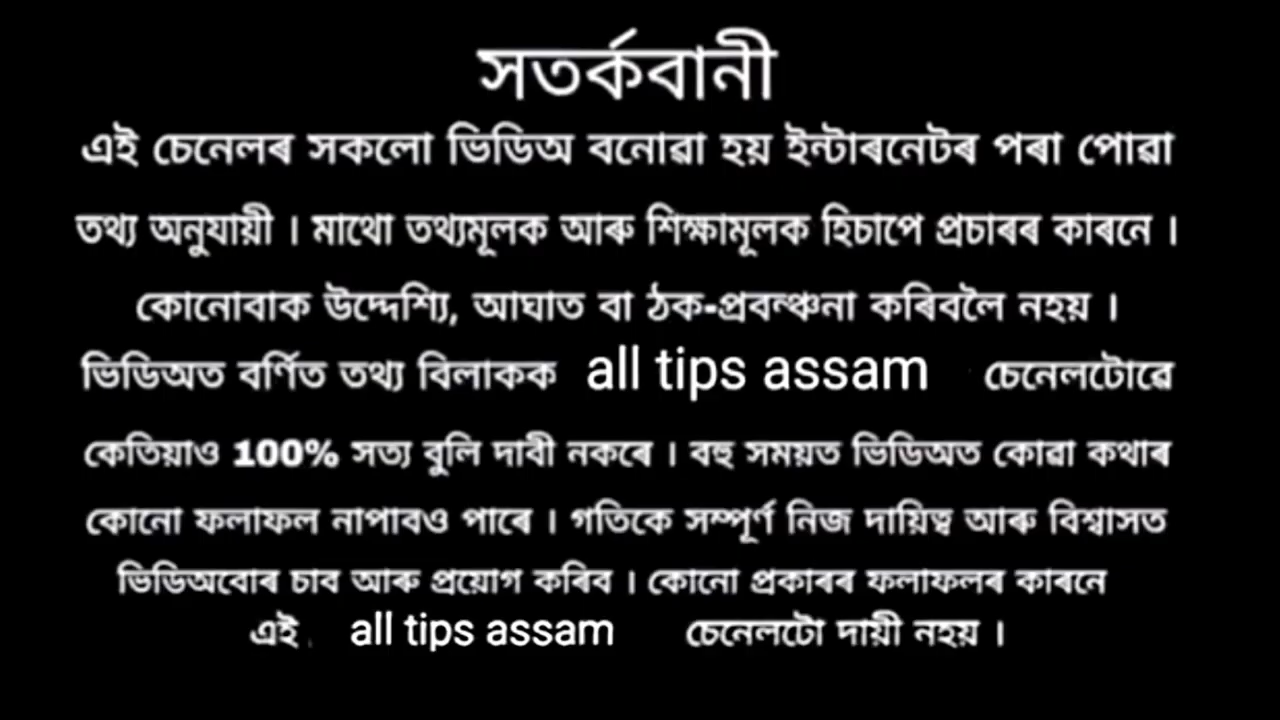 সতৰ্কবানী
এই চেনেলৰ সকলো ভিডিঅ বনোৱা হয় ইন্টাৰনেটৰ পৰা পোৱা
তথ্য অনুযায়ী । মাথো তথ্যমূলক আৰু শিক্ষামূলক হিচাপে প্ৰচাৰৰ কাৰনে ।
কোনোবাক উদ্দেশ্যি, আঘাত বা ঠক-প্ৰবঞ্চনা কৰিবলৈ নহয় ।
ভিডিঅত বৰ্ণিত তথ্য বিলাকক all tips assam চেনেলটোৱে
কেতিয়াও 100% সত্য বুলি দাবী নকৰে । বহু সময়ত ভিডিঅত কোৱা কথাৰ
কোনো ফলাফল নাপাবও পাৰে । গতিকে সম্পূৰ্ণ নিজ দায়িত্ব আৰু বিশ্বাসত
ভিডিঅবোৰ চাব আৰু প্ৰয়োগ কৰিব । কোনো প্ৰকাৰৰ ফলাফলৰ কাৰনে
এই all tips assam চেনেলটো দায়ী নহয় ।